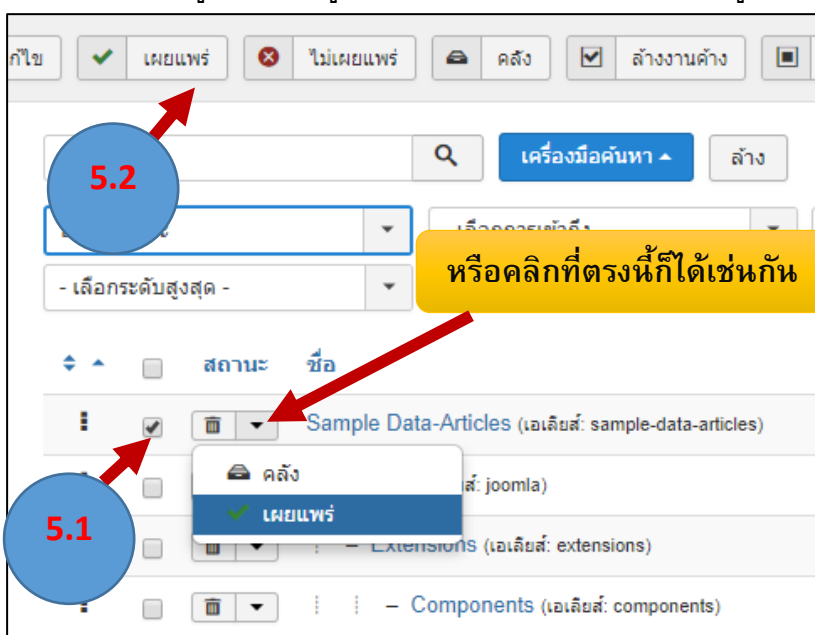 ก้ไข เผยแพร่ ไม่เผยแพร่ คลัง ล้างงานค้าง
5.2 เครื่องมือค้นหา ล้าง
- เลือกระดับสูงสุด - หรือคลิกที่ตรงนี้ก็ได้เช่นกัน
สถานะ ชื่อ
Sample Data-Articles (เอเลียส์: sample-data-articles)
คลัง ส์: joomla)
เผยแพร่
5.1 – Extensions (เอเลียส์: extensions)
– Components (เอเลียส์: components)